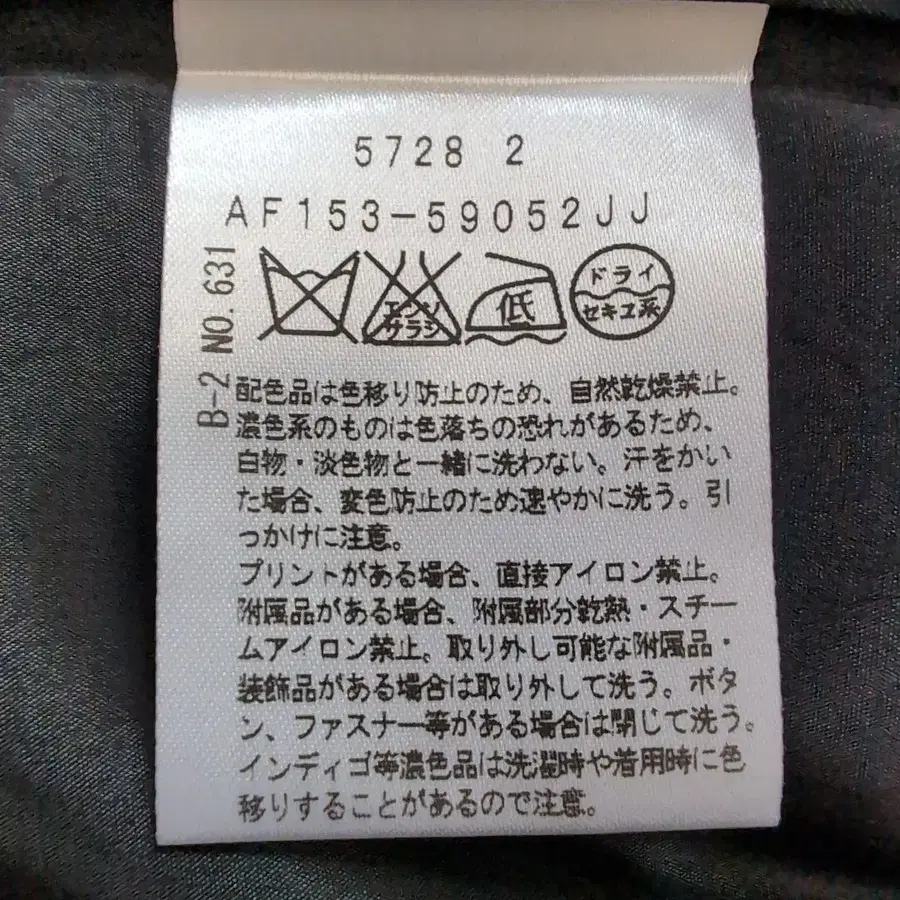 5728 2
AF153-59052JJ
B-2 NO.631
エンソ
サラシ
低
ドライ
セキユ系
配色品は色移り防止のため、自然乾燥禁止。
濃色系のものは色落ちの恐れがあるため、
白物・淡色物と一緒に洗わない。汗をかい
た場合、変色防止のため速やかに洗う。引
っかけに注意。
プリントがある場合、直接アイロン禁止。
附属品がある場合、附属部分乾熱・スチー
ムアイロン禁止。取り外し可能な附属品・
装飾品がある場合は取り外して洗う。ボタ
ン、ファスナー等がある場合は閉じて洗う。
インディゴ等濃色品は洗濯時や着用時に色
移りすることがあるので注意。